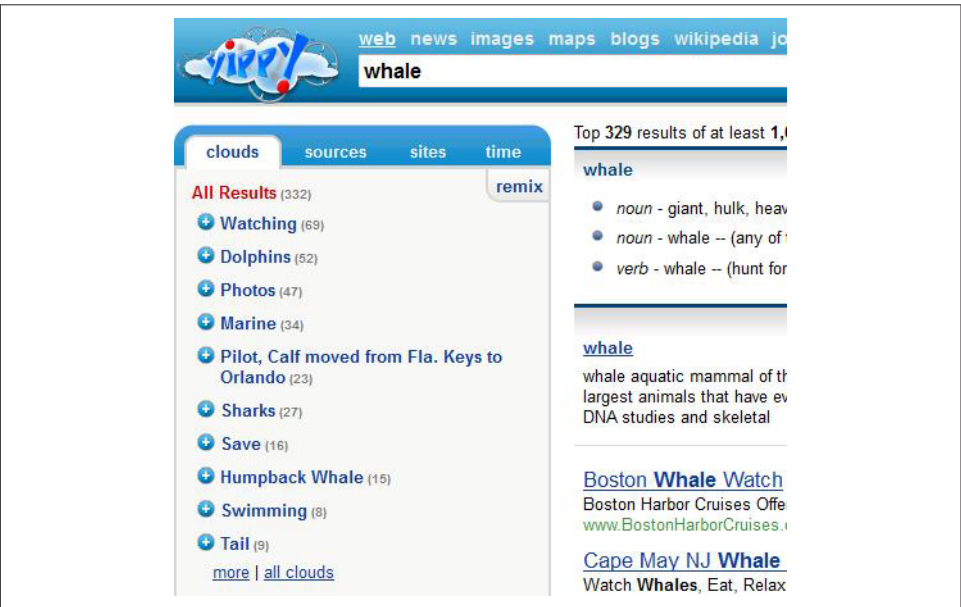 yippy!
web news images maps blogs wikipedia jo
whale
clouds sources sites time
remix
All Results (332)
Watching (69)
Dolphins (52)
Photos (47)
Marine (34)
Pilot, Calf moved from Fla. Keys to
Orlando (23)
Sharks (27)
Save (16)
Humpback Whale (15)
Swimming (8)
Tail (9)
more | all clouds
Top 329 results of at least 1,
whale
noun - giant, hulk, heav
noun - whale -- (any of
verb - whale -- (hunt for
whale
whale aquatic mammal of th
largest animals that have ev
DNA studies and skeletal
Boston Whale Watch
Boston Harbor Cruises Offe
www.BostonHarborCruises.
Cape May NJ Whale
Watch Whales, Eat, Relax